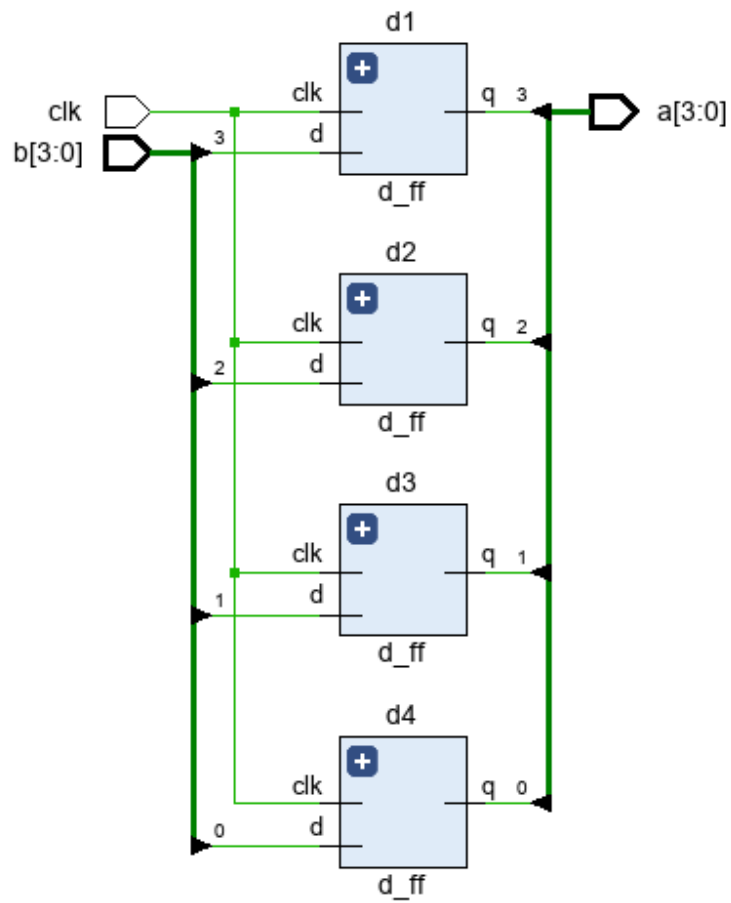 d1
clk
clk
q
3
a[3:0]
b[3:0]
3
d
d_ff
d2
clk
q
2
2
d
d_ff
d3
clk
q
1
1
d
d_ff
d4
clk
q
0
0
d
d_ff